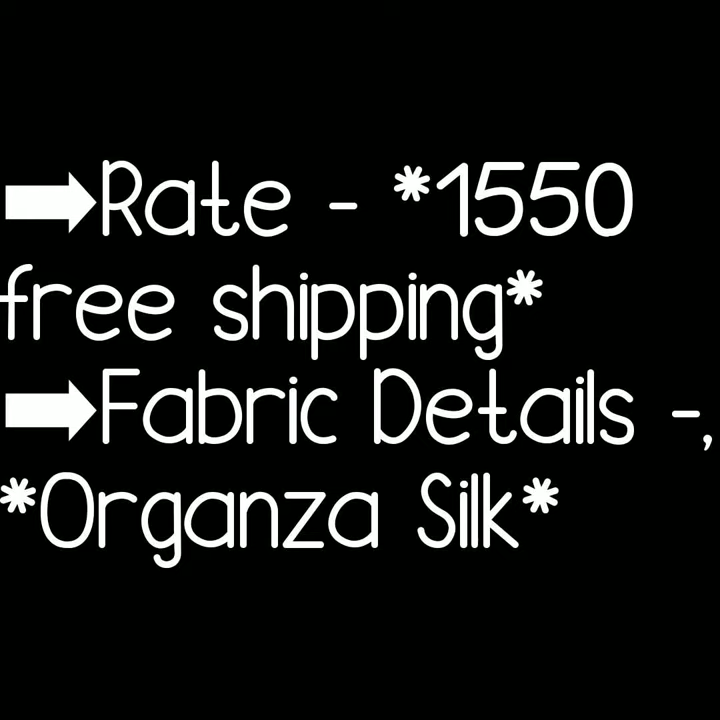 ➡Rate - *1550
free shipping*
➡Fabric Details -,
*Organza Silk*